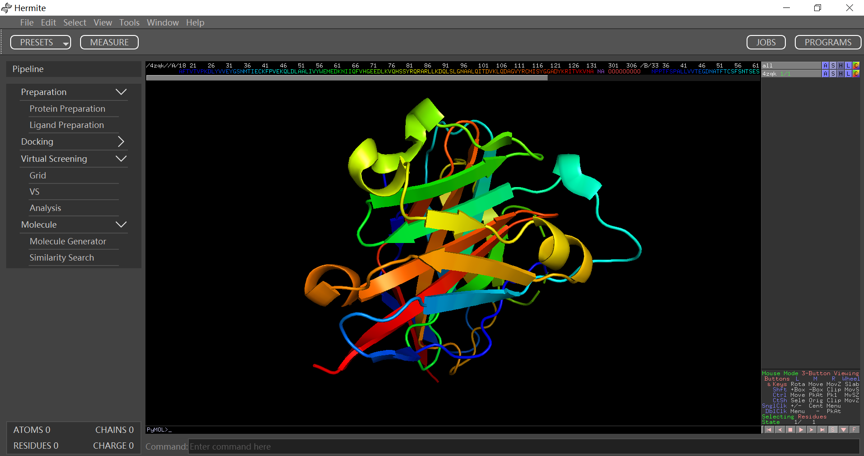 Hermite
File Edit Select View Tools Window Help
PRESETS MEASURE JOBS PROGRAMS
Pipeline
Preparation
Protein Preparation
Ligand Preparation
Docking
Virtual Screening
Grid
VS
Analysis
Molecule
Molecule Generator
Similarity Search
/4zqk//A/18 21 26 31 36 41 46 51 56 61 66 71 76 81 86 91 96 101 106 111 116 121 126 131 301 306 /B/33 36 41 46 51 56 61
all A S H L C
4zqk 1/1 A S H L C
Mouse Mode 3-Button Viewing
Buttons L M R Wheel
& Keys Rota Move MovZ Slab
Shft +Box -Box Clip MovS
Ctrl Move PkAt Pk1 MvSZ
CtSh Sele Orig Clip MovZ
SnglClk +/- Cent Menu
DblClk Menu - PkAt
Selecting Residues
State 1/ 1
PyMOL>_
ATOMS 0 CHAINS 0
RESIDUES 0 CHARGE 0
Command: Enter command here